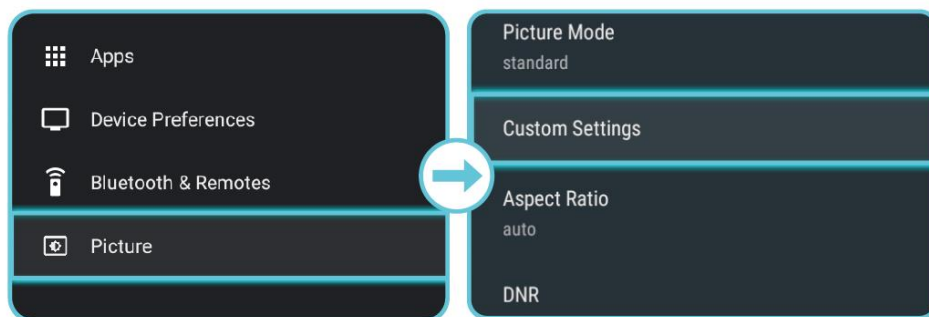 Apps
Device Preferences
Bluetooth & Remotes
Picture
Picture Mode
standard
Custom Settings
Aspect Ratio
auto
DNR